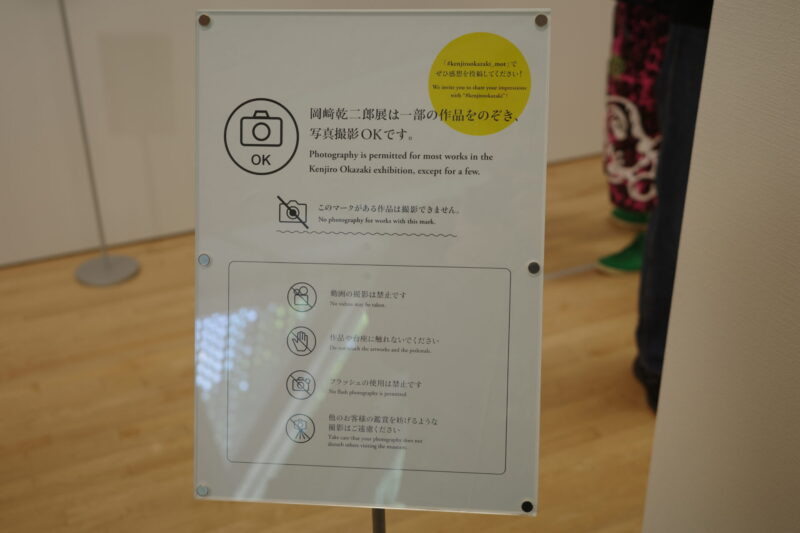 「#kenjirookazaki_mot」で
ぜひ感想を投稿してください!
We invite you to share your impressions
with "#kenjirookazaki"!
岡﨑乾二郎展は一部の作品をのぞき、
写真撮影OKです。
OK
Photography is permitted for most works in the
Kenjiro Okazaki exhibition, except for a few.
このマークがある作品は撮影できません。
No photography for works with this mark.
動画の撮影は禁止です
No videos may be taken.
作品や台座に触れないでください
Do not touch the artworks and the pedestals.
フラッシュの使用は禁止です
No flash photography is permitted
他のお客様の鑑賞を妨げるような
撮影はご遠慮ください
Take care that your photography does not
disturb others visiting the museum.